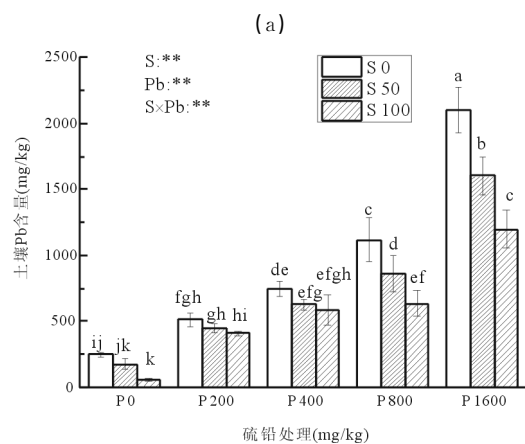 (a)
2500
2000
1500
1000
500
0
土壤Pb含量(mg/kg)
S:**
Pb:**
S×Pb:**
S 0
S 50
S 100
ij
jk
k
fgh
gh
hi
de
efg
efgh
c
d
ef
a
b
c
P 0
P 200
P 400
P 800
P 1600
硫铅处理(mg/kg)